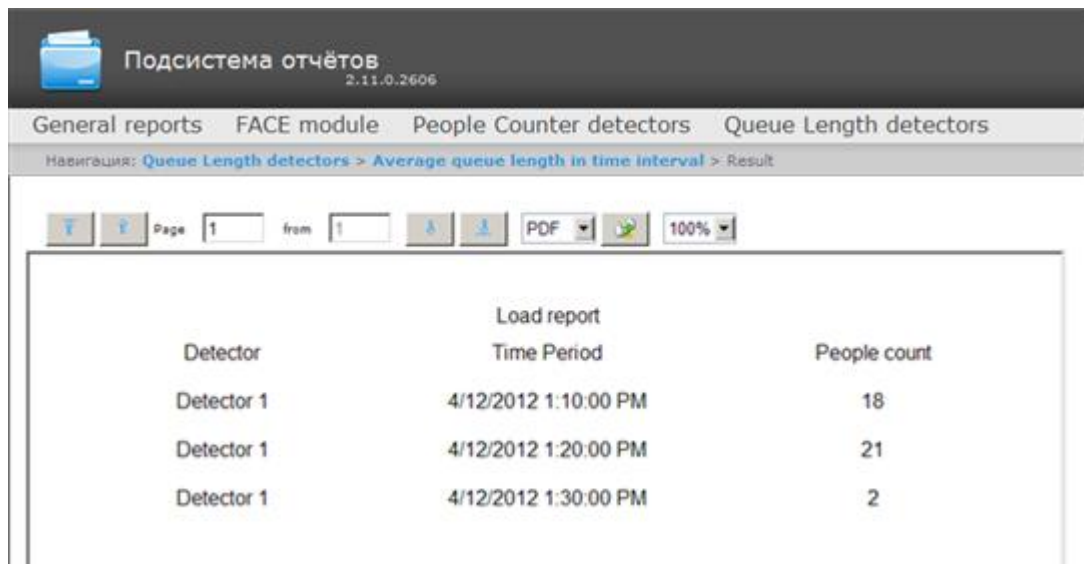 Подсистема отчётов
2.11.0.2606
General reports FACE module People Counter detectors Queue Length detectors
Навигация: Queue Length detectors > Average queue length in time interval > Result
Page 1 from 1 PDF 100%
Load report
Detector Time Period People count
Detector 1 4/12/2012 1:10:00 PM 18
Detector 1 4/12/2012 1:20:00 PM 21
Detector 1 4/12/2012 1:30:00 PM 2